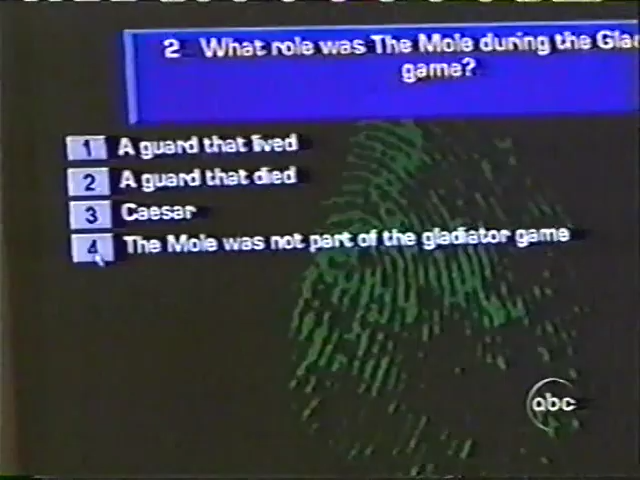 2 What role was The Mole during the Gla
game?
1 A guard that lived
2 A guard that died
3 Caesar
4 The Mole was not part of the gladiator game
abc